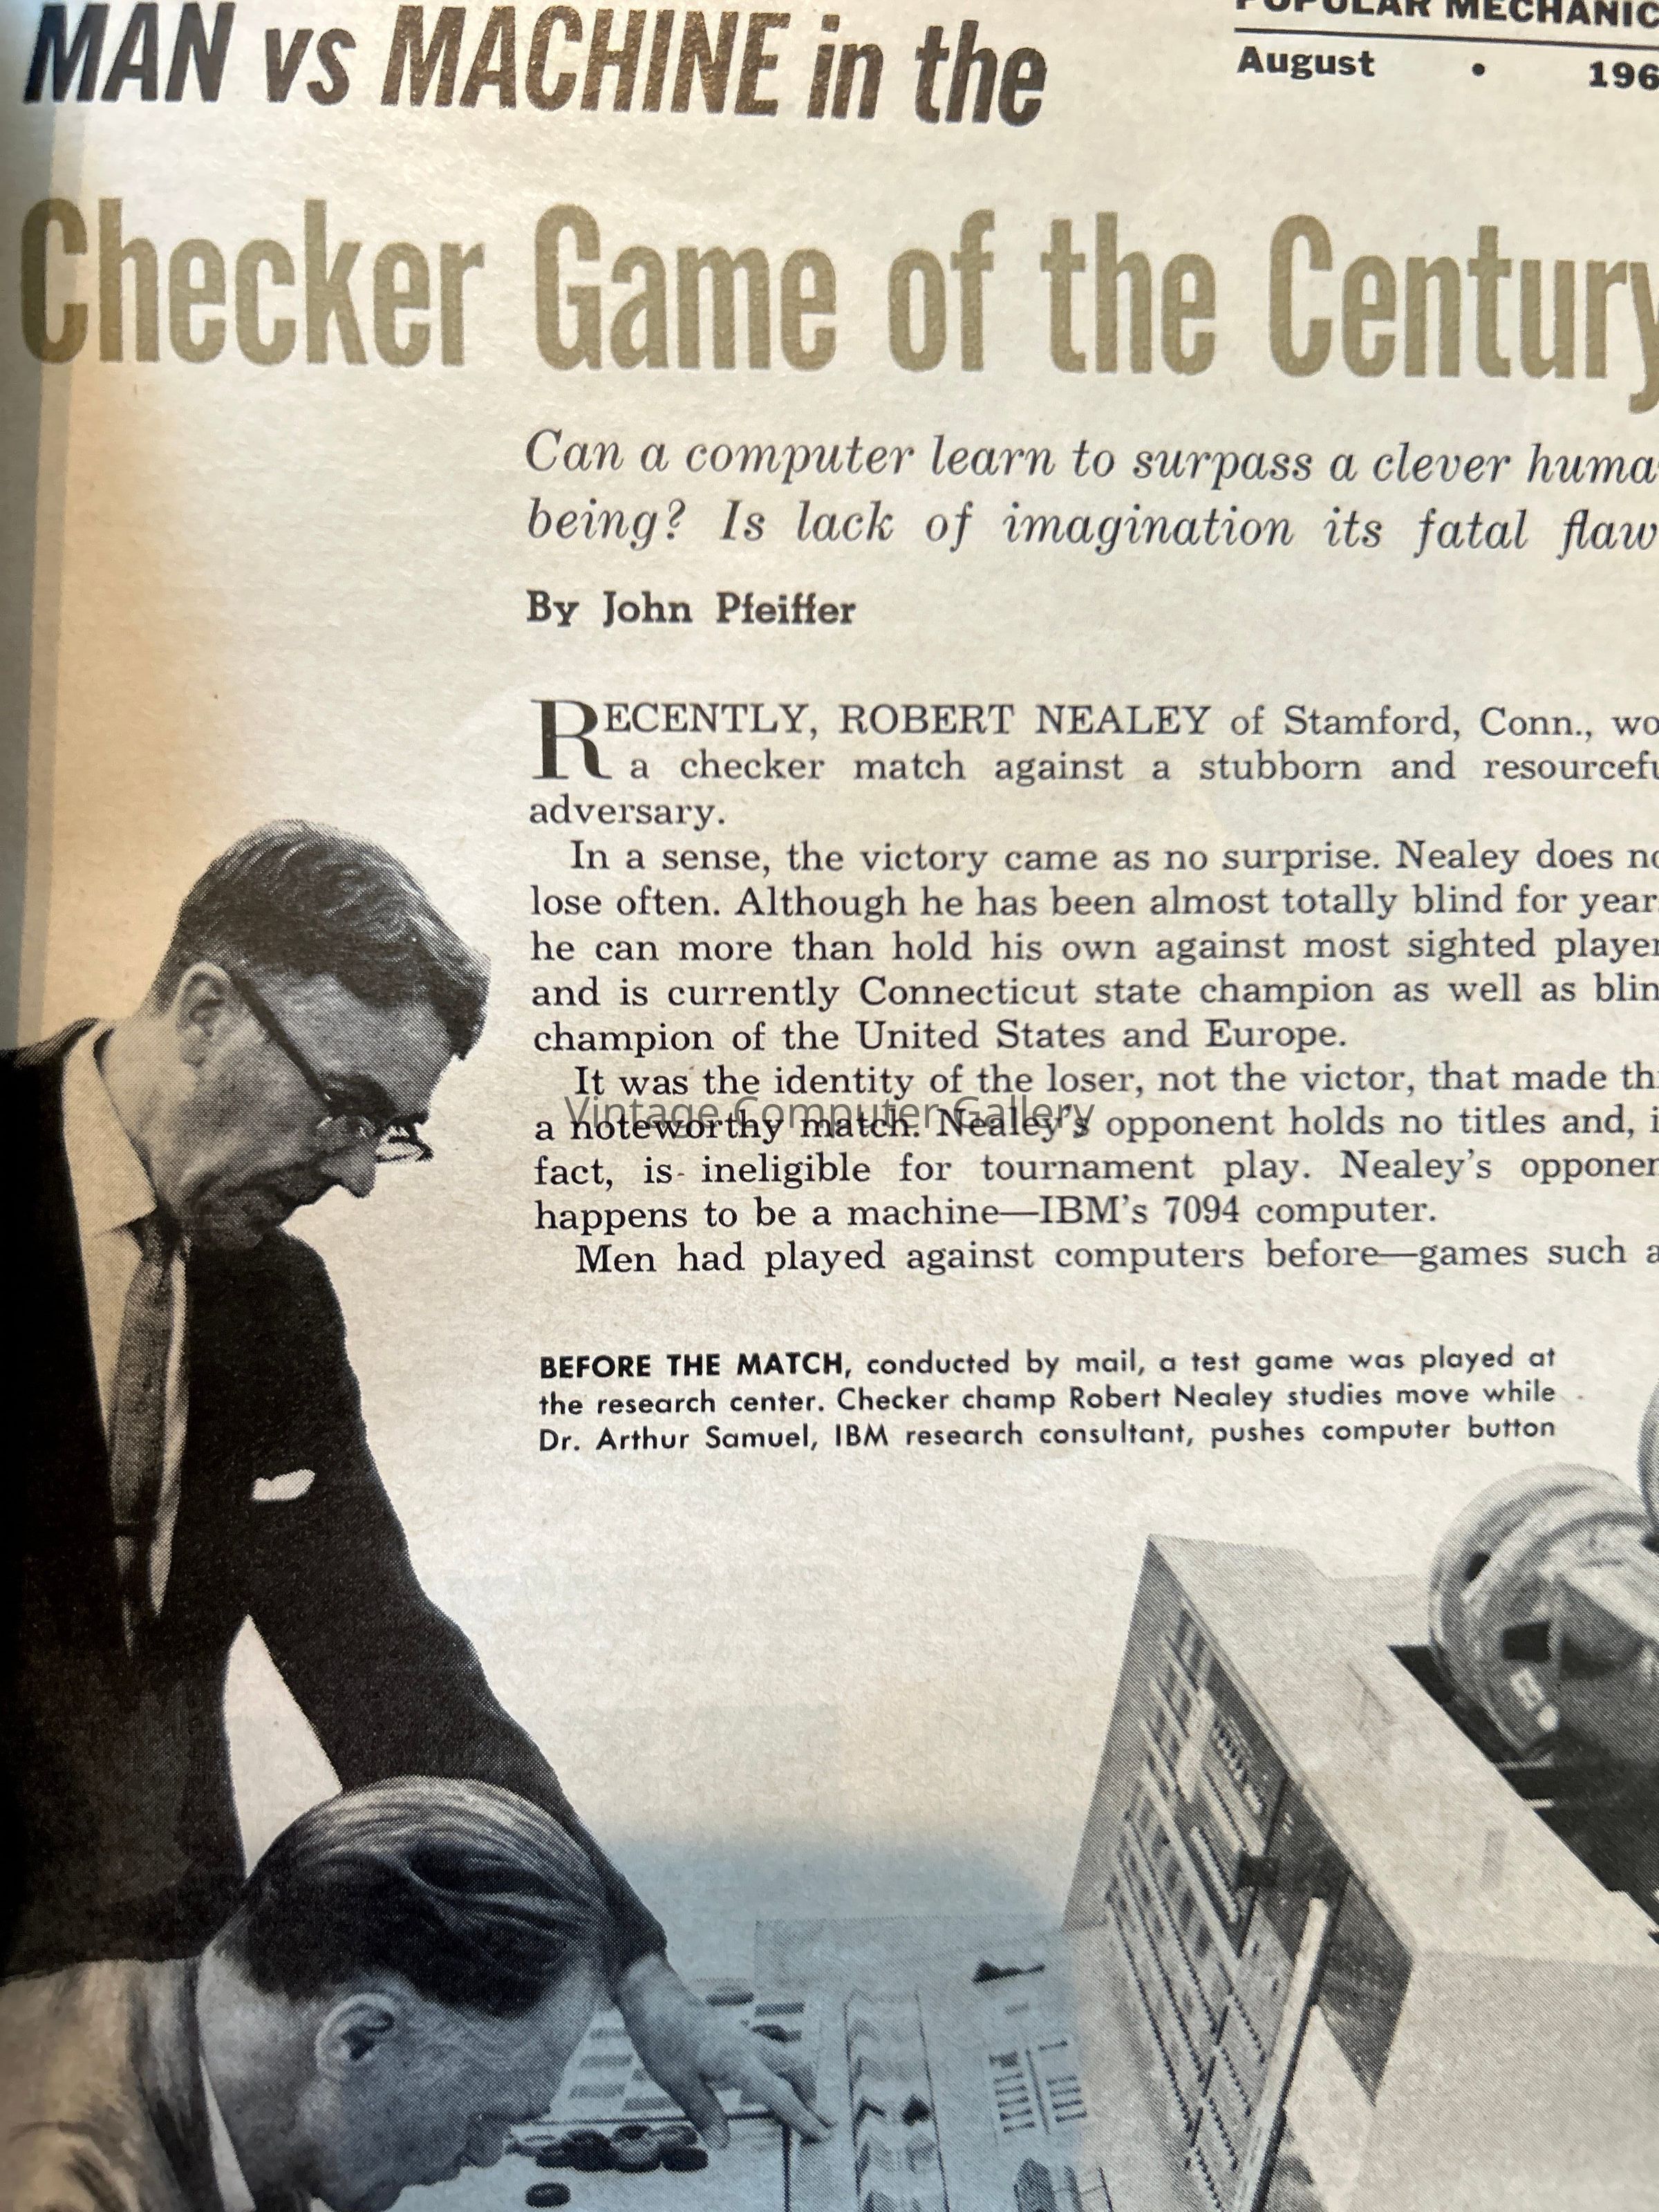 MAN vs MACHINE in the
POPULAR MECHANIC
August • 196
Checker Game of the Century
Can a computer learn to surpass a clever huma
being? Is lack of imagination its fatal flaw
By John Pfeiffer
RECENTLY, ROBERT NEALEY of Stamford, Conn., wo
a checker match against a stubborn and resourcefu
adversary.
In a sense, the victory came as no surprise. Nealey does no
lose often. Although he has been almost totally blind for year
he can more than hold his own against most sighted player
and is currently Connecticut state champion as well as blin
champion of the United States and Europe.
It was the identity of the loser, not the victor, that made thi
Vintage Computer Gallery
a noteworthy match. Nealey's opponent holds no titles and, i
fact, is ineligible for tournament play. Nealey's opponen
happens to be a machine—IBM's 7094 computer.
Men had played against computers before—games such a
BEFORE THE MATCH, conducted by mail, a test game was played at
the research center. Checker champ Robert Nealey studies move while
Dr. Arthur Samuel, IBM research consultant, pushes computer button